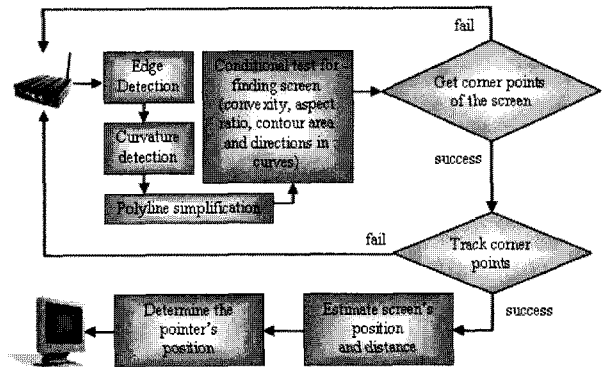 fail
Edge
Detection
Conditional test for
finding screen
(convexity, aspect
ratio, contour area
and directions in
curves)
Get corner points
of the screen
Curvature
detection
success
Polyline simplification
fail
Track corner
points
success
Determine the
pointer's
position
Estimate screen's
position
and distance